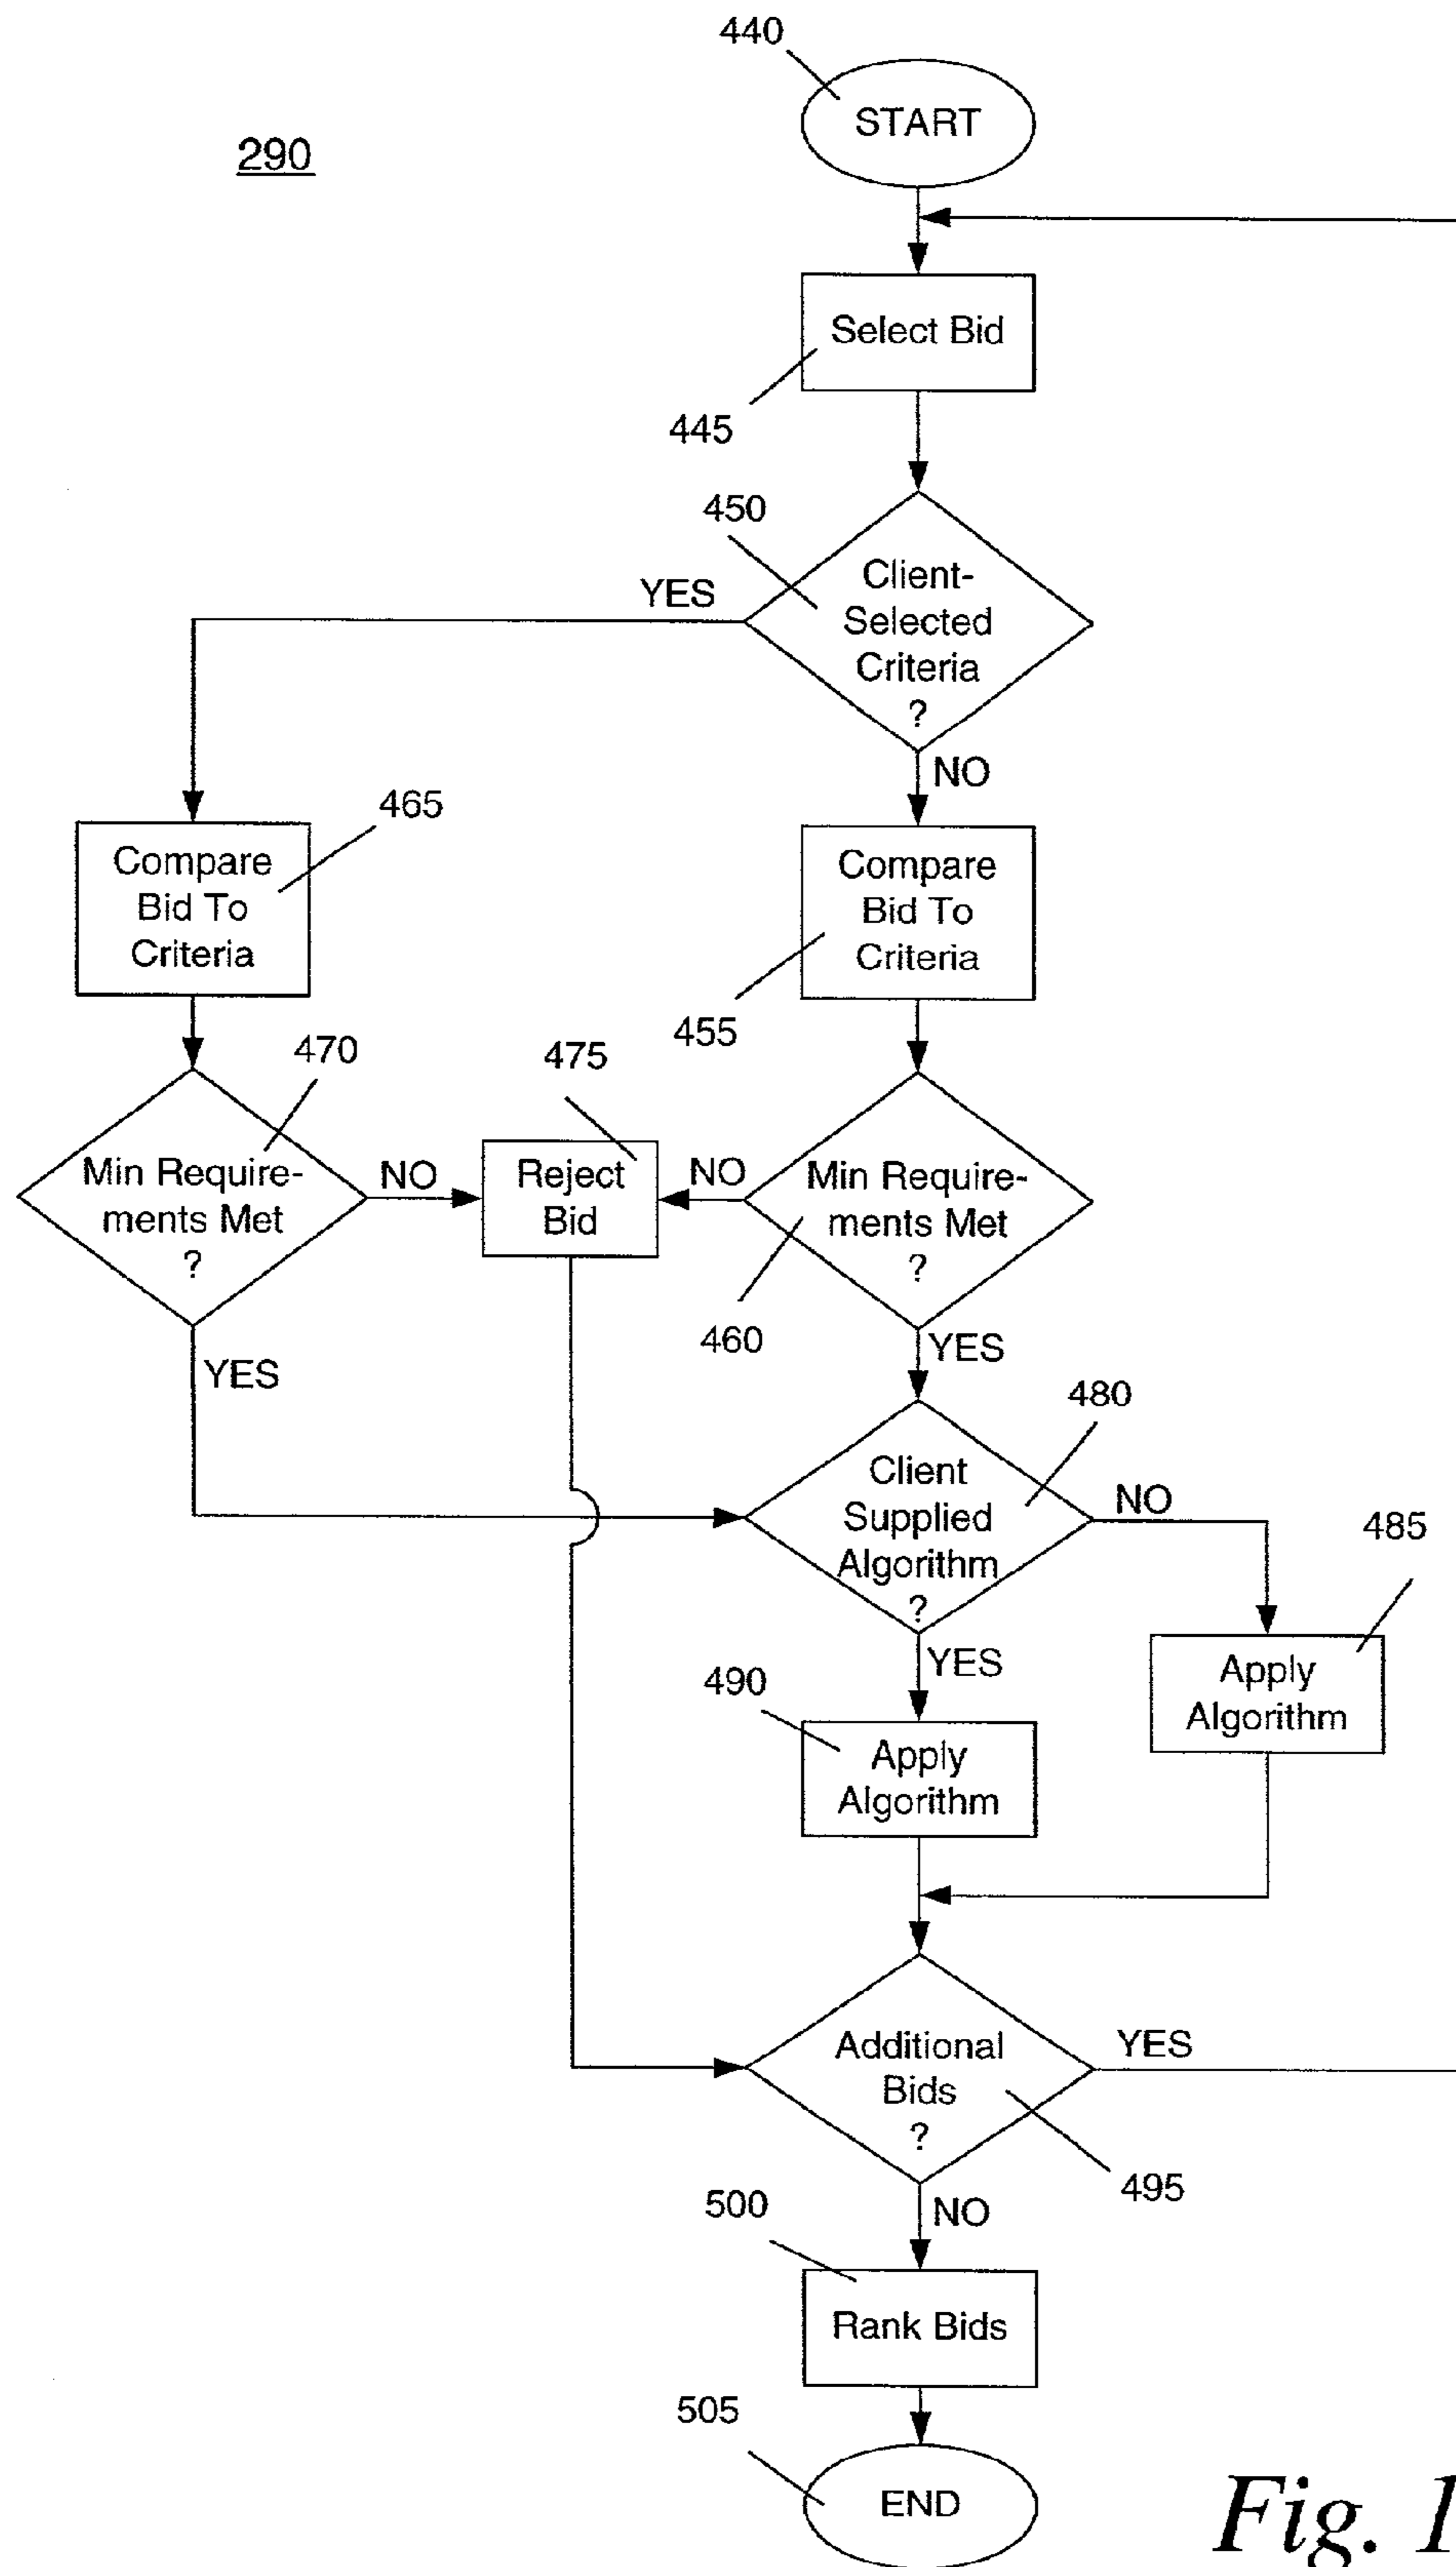 440
START
290
Select Bid
445
450
Client-
Selected
Criteria
?
YES
NO
465
Compare
Bid To
Criteria
Compare
Bid To
Criteria
455
470
475
Min Require-
ments Met
?
NO
Reject
Bid
NO
Min Require-
ments Met
?
460
YES
YES
480
Client
Supplied
Algorithm
?
NO
485
YES
490
Apply
Algorithm
Apply
Algorithm
Additional
Bids
?
YES
495
500
NO
Rank Bids
505
END
Fig. 1